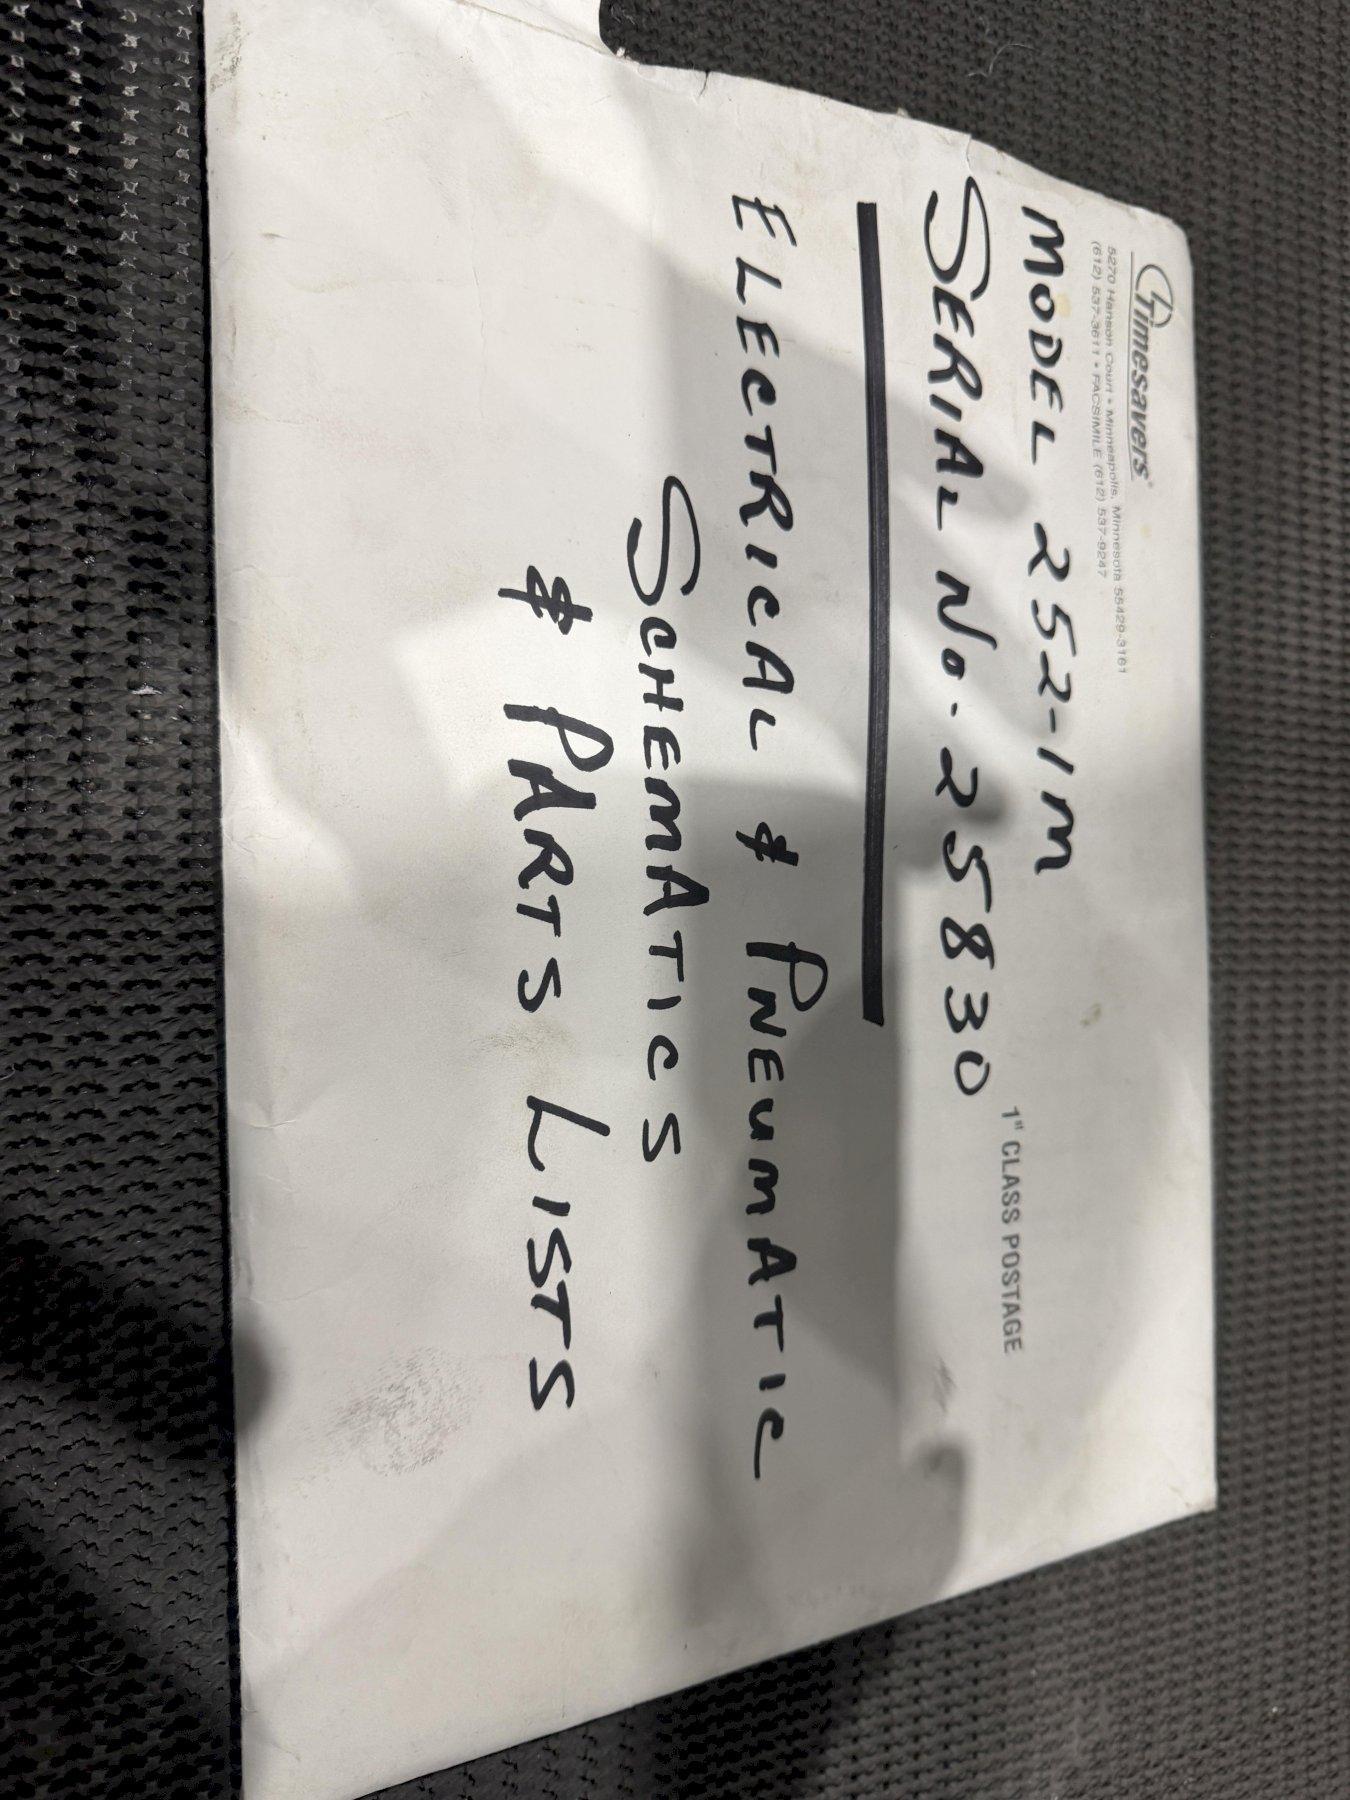 Timesavers®
5270 Hanson Court • Minneapolis, Minnesota 55429-3161
(612) 537-3611 • FACSIMILE (612) 537-9247
MODEL 252-1M
SERIAL No. 25830
1st CLASS POSTAGE
ELECTRICAL & PNEUMATIC
SCHEMATICS
& PARTS LISTS